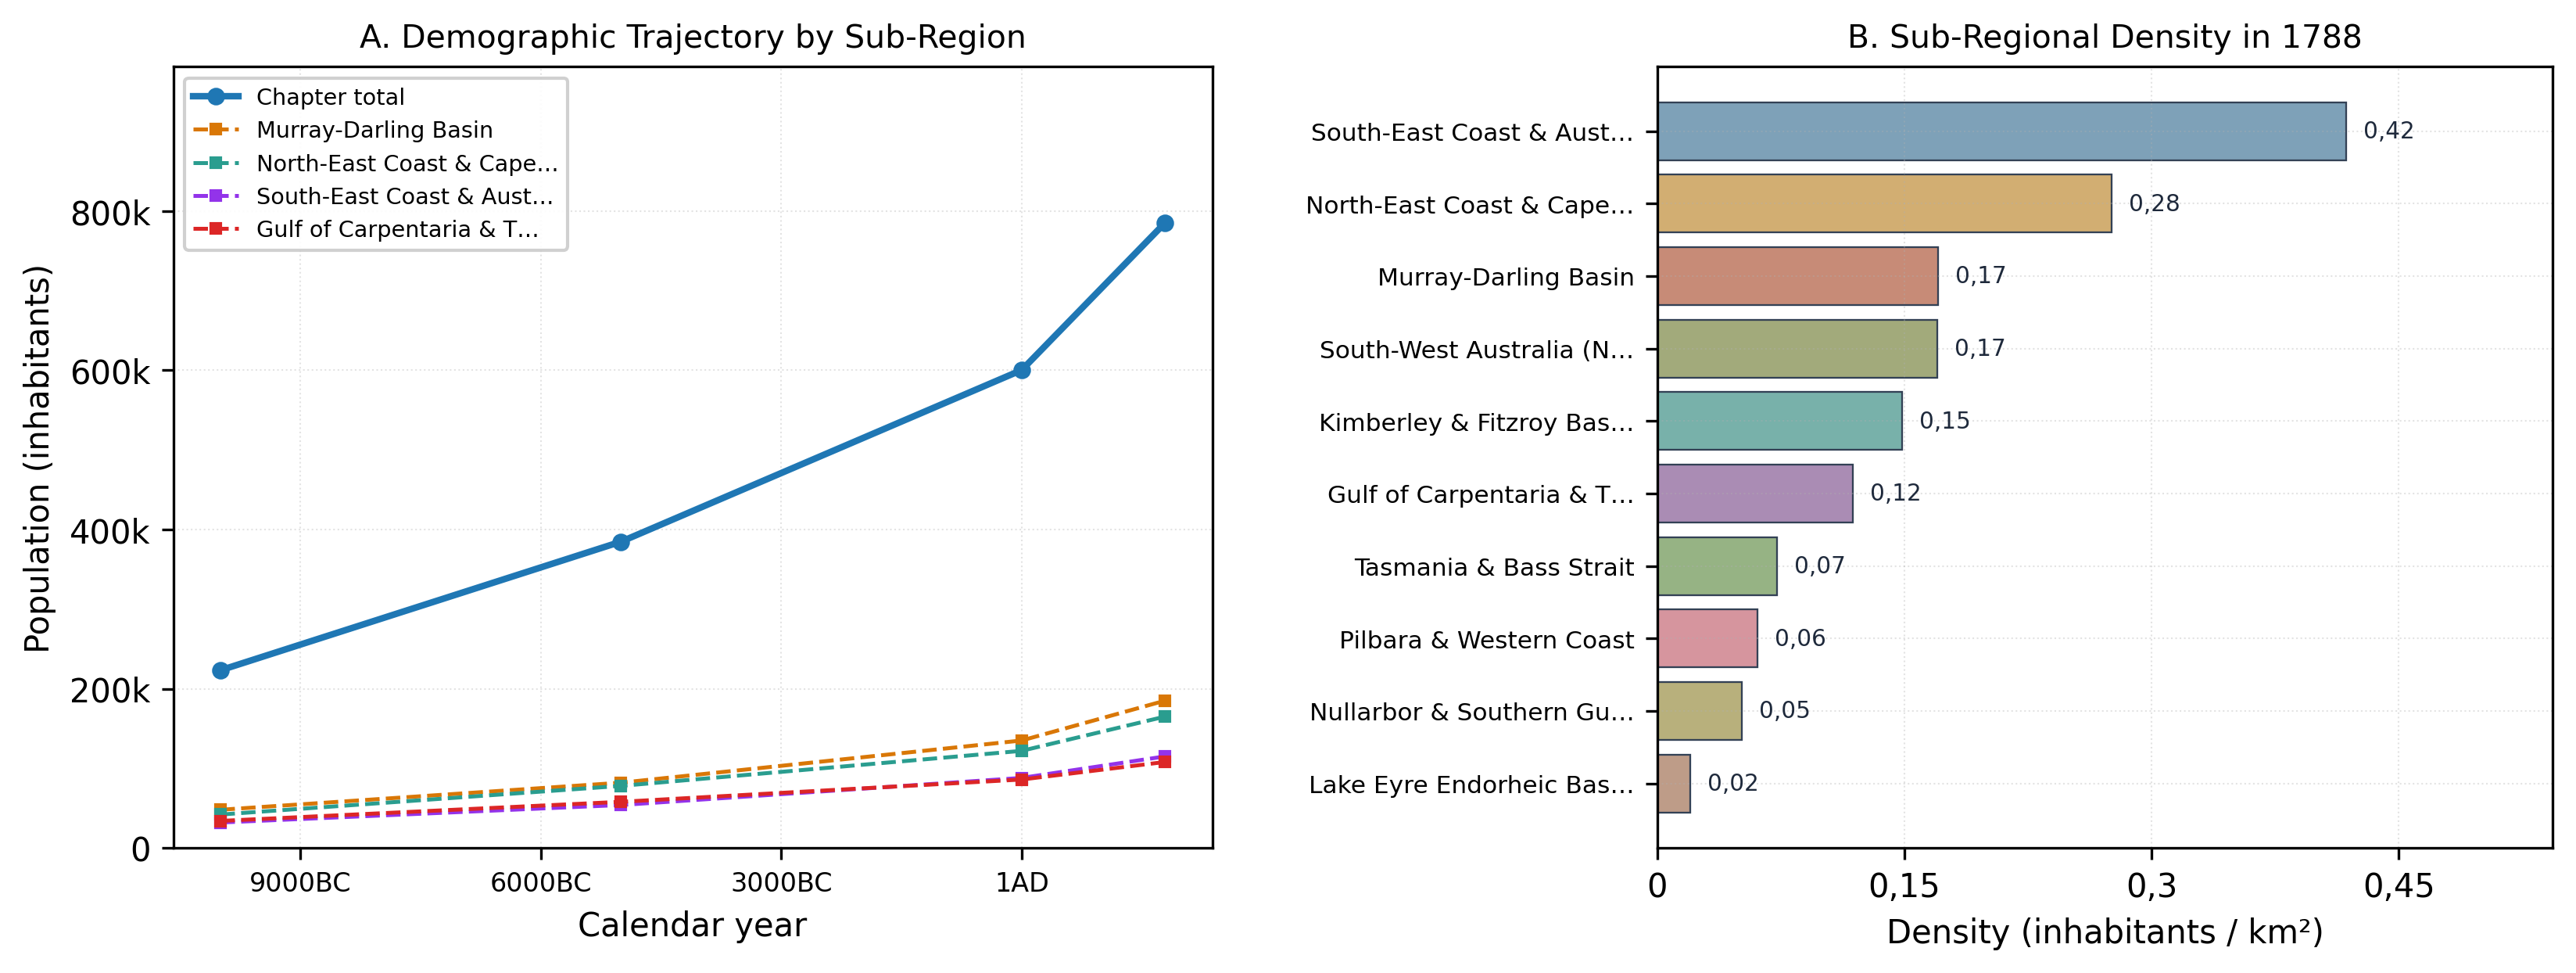 A. Demographic Trajectory by Sub-Region
Chapter total
Murray-Darling Basin
North-East Coast & Cape…
South-East Coast & Aust…
Gulf of Carpentaria & T…
Population (inhabitants)
800k
600k
400k
200k
0
9000BC
6000BC
3000BC
1AD
Calendar year
B. Sub-Regional Density in 1788
South-East Coast & Aust… 0,42
North-East Coast & Cape… 0,28
Murray-Darling Basin 0,17
South-West Australia (N… 0,17
Kimberley & Fitzroy Bas… 0,15
Gulf of Carpentaria & T… 0,12
Tasmania & Bass Strait 0,07
Pilbara & Western Coast 0,06
Nullarbor & Southern Gu… 0,05
Lake Eyre Endorheic Bas… 0,02
0
0,15
0,3
0,45
Density (inhabitants / km²)